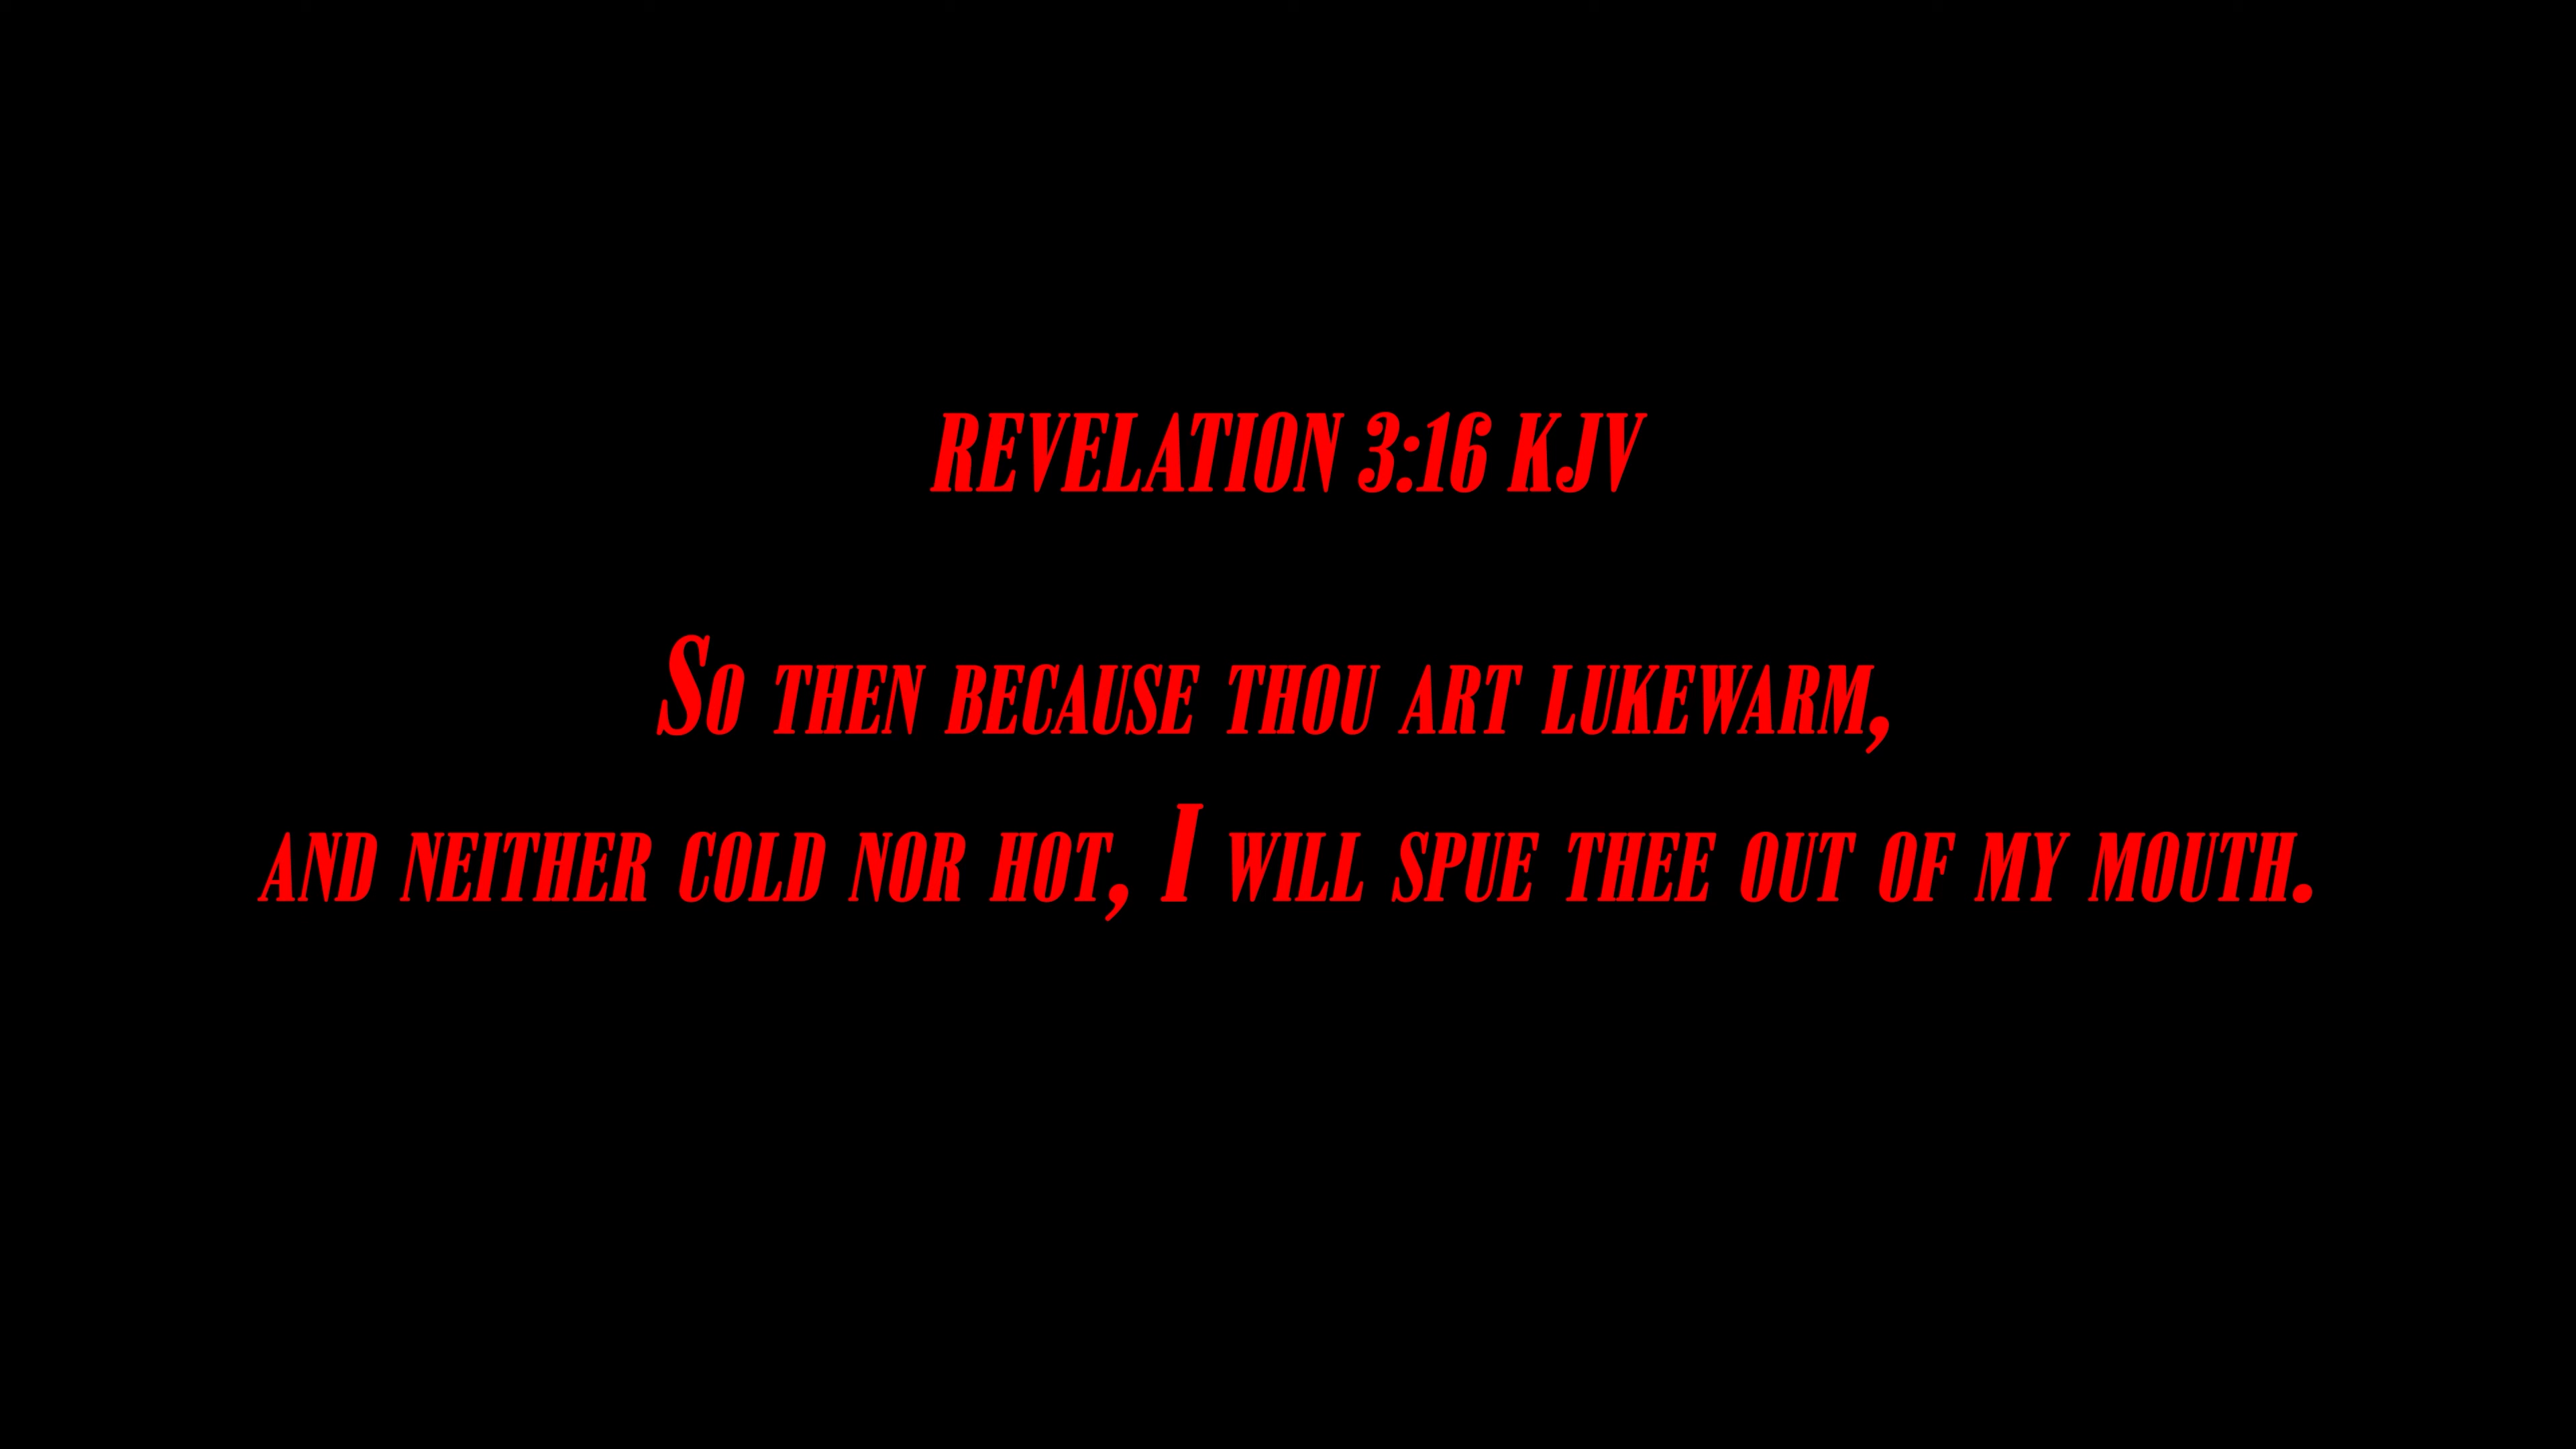 REVELATION 3:16 KJV
So then because thou art lukewarm,
and neither cold nor hot, I will spue thee out of my mouth.